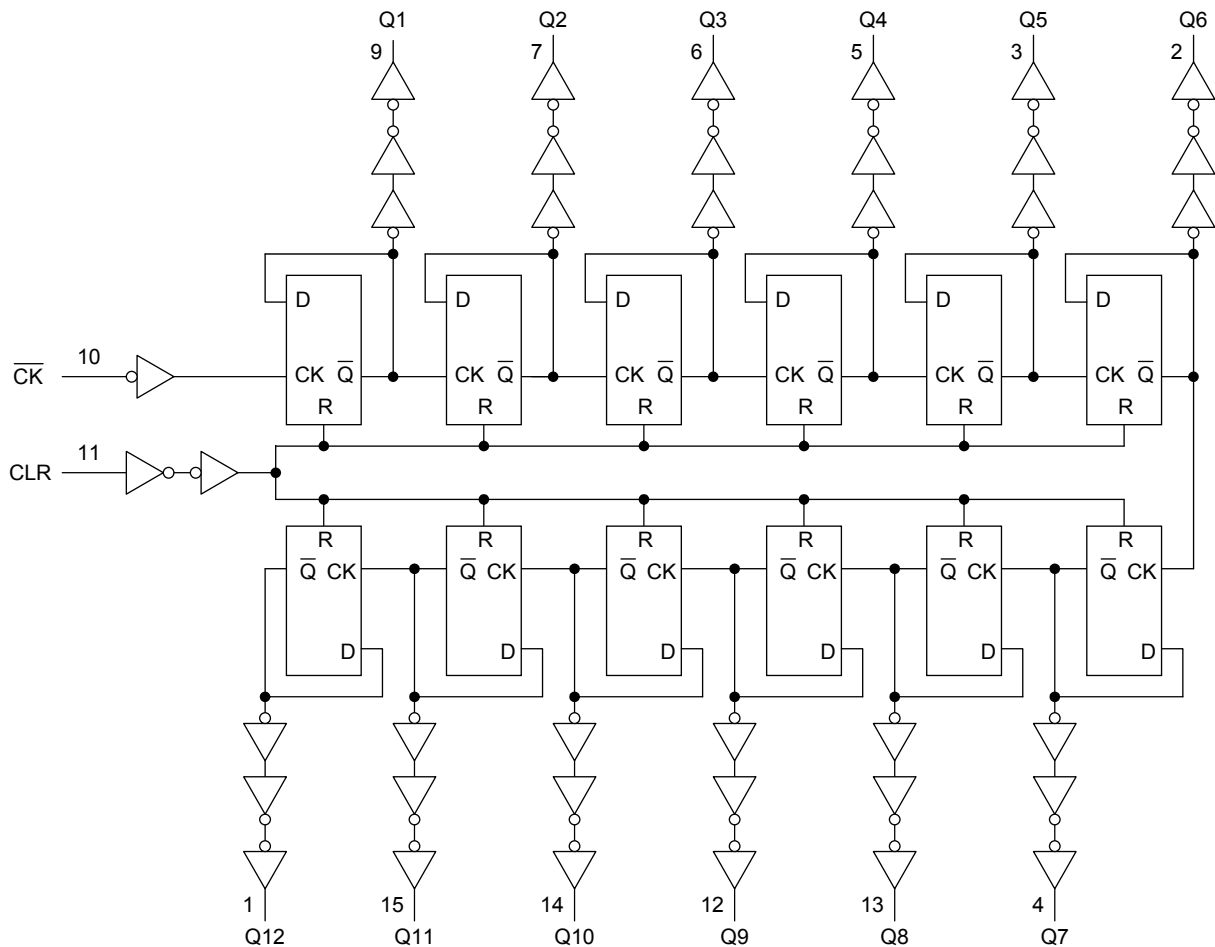 Q1 Q2 Q3 Q4 Q5 Q6
9 7 6 5 3 2
D D D D D D
C̅K̅ 10 CK Q̅ CK Q̅ CK Q̅ CK Q̅ CK Q̅ CK Q̅
R R R R R R
CLR 11
R R R R R R
Q̅ CK Q̅ CK Q̅ CK Q̅ CK Q̅ CK Q̅ CK
D D D D D D
1 15 14 12 13 4
Q12 Q11 Q10 Q9 Q8 Q7